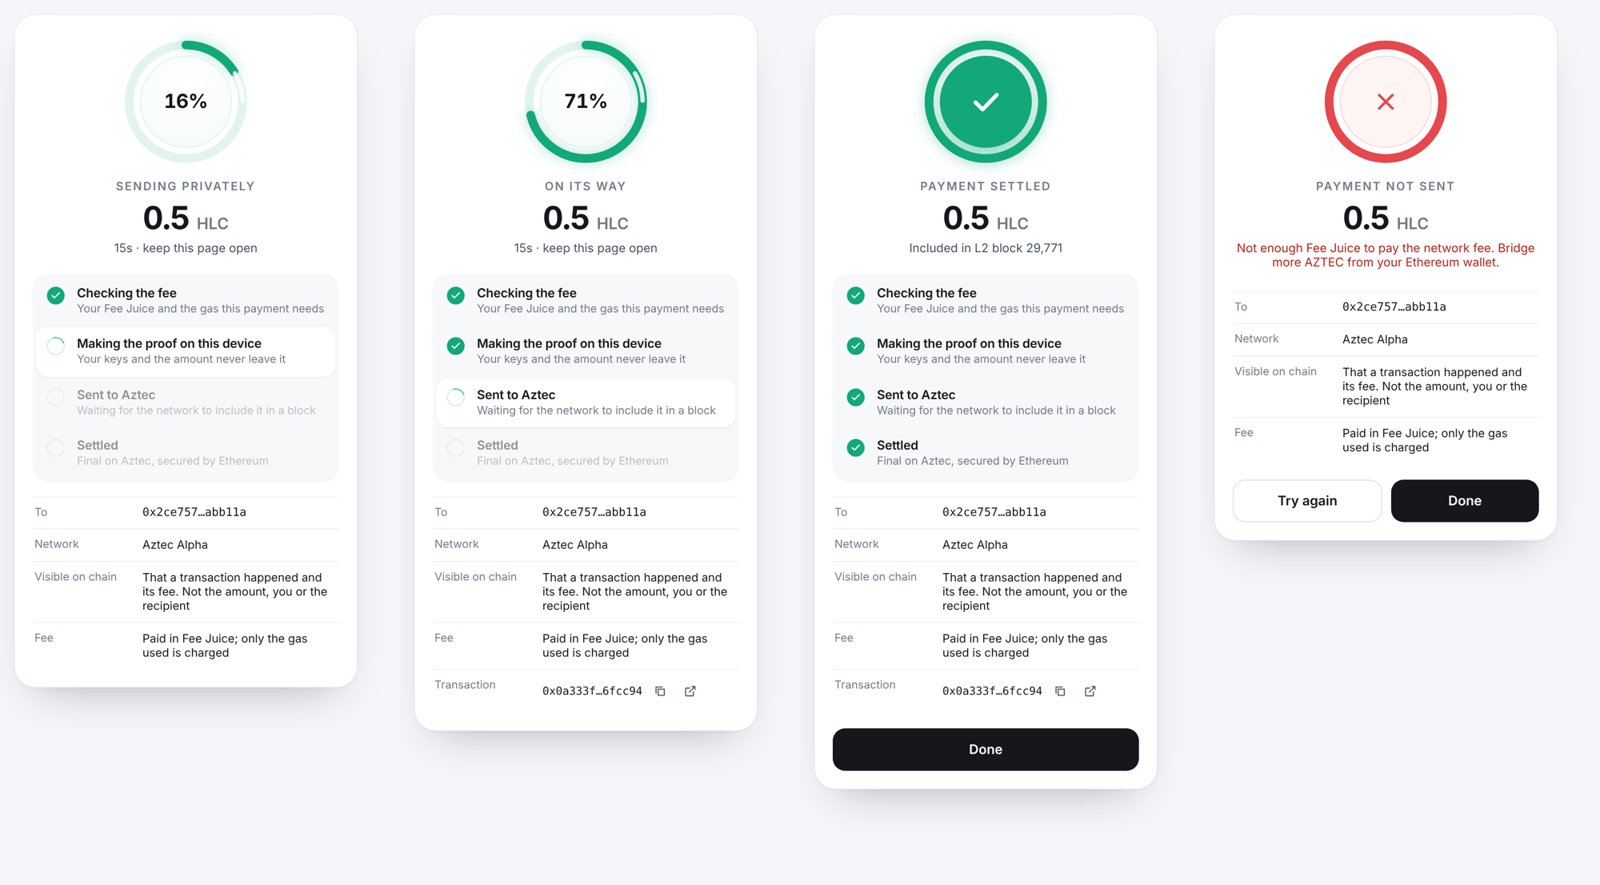 16%
SENDING PRIVATELY
0.5 HLC
15s · keep this page open
Checking the fee
Your Fee Juice and the gas this payment needs
Making the proof on this device
Your keys and the amount never leave it
Sent to Aztec
Waiting for the network to include it in a block
Settled
Final on Aztec, secured by Ethereum
To 0x2ce757…abb11a
Network Aztec Alpha
Visible on chain That a transaction happened and
its fee. Not the amount, you or the
recipient
Fee Paid in Fee Juice; only the gas
used is charged
71%
ON ITS WAY
0.5 HLC
15s · keep this page open
Checking the fee
Your Fee Juice and the gas this payment needs
Making the proof on this device
Your keys and the amount never leave it
Sent to Aztec
Waiting for the network to include it in a block
Settled
Final on Aztec, secured by Ethereum
To 0x2ce757…abb11a
Network Aztec Alpha
Visible on chain That a transaction happened and
its fee. Not the amount, you or the
recipient
Fee Paid in Fee Juice; only the gas
used is charged
Transaction 0x0a333f…6fcc94
PAYMENT SETTLED
0.5 HLC
Included in L2 block 29,771
Checking the fee
Your Fee Juice and the gas this payment needs
Making the proof on this device
Your keys and the amount never leave it
Sent to Aztec
Waiting for the network to include it in a block
Settled
Final on Aztec, secured by Ethereum
To 0x2ce757…abb11a
Network Aztec Alpha
Visible on chain That a transaction happened and
its fee. Not the amount, you or the
recipient
Fee Paid in Fee Juice; only the gas
used is charged
Transaction 0x0a333f…6fcc94
Done
PAYMENT NOT SENT
0.5 HLC
Not enough Fee Juice to pay the network fee. Bridge
more AZTEC from your Ethereum wallet.
To 0x2ce757…abb11a
Network Aztec Alpha
Visible on chain That a transaction happened and
its fee. Not the amount, you or the
recipient
Fee Paid in Fee Juice; only the gas
used is charged
Try again Done